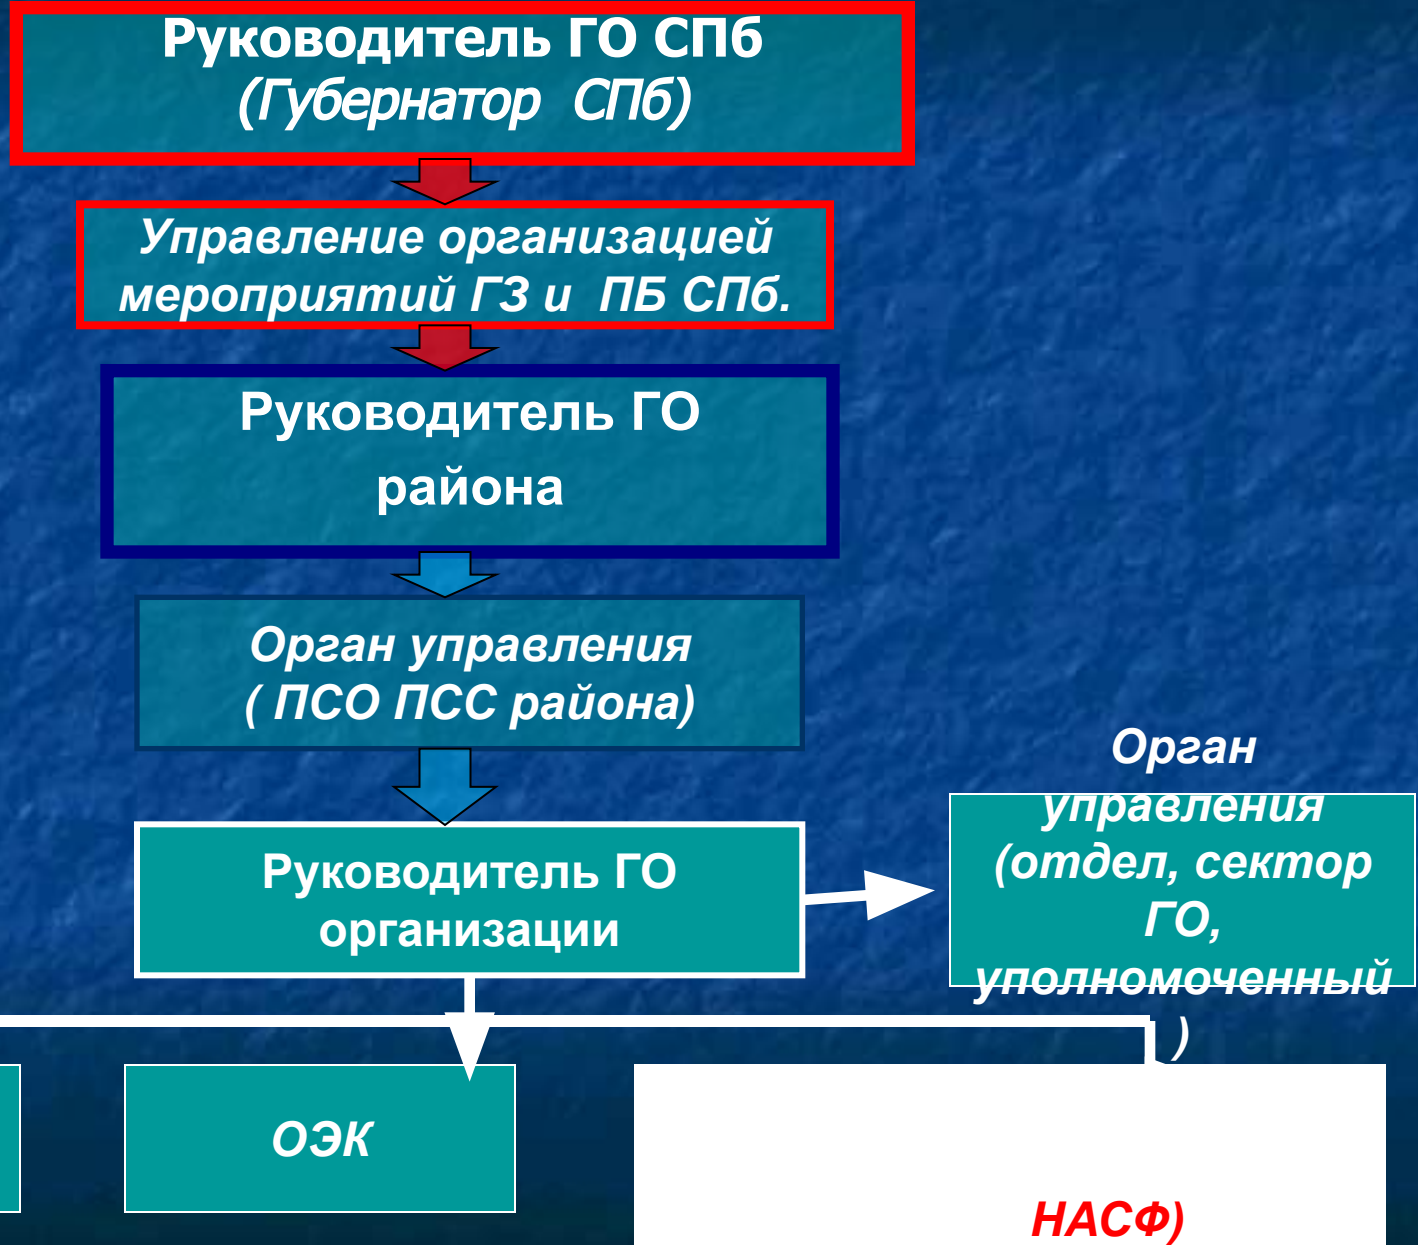 Руководитель ГО СПб
(Губернатор СПб)
Управление организацией
мероприятий ГЗ и ПБ СПб.
Руководитель ГО
района
Орган управления
( ПСО ПСС района)
Руководитель ГО
организации
Орган
управления
(отдел, сектор
ГО,
уполномоченный
)
ОЭК
НАСФ)